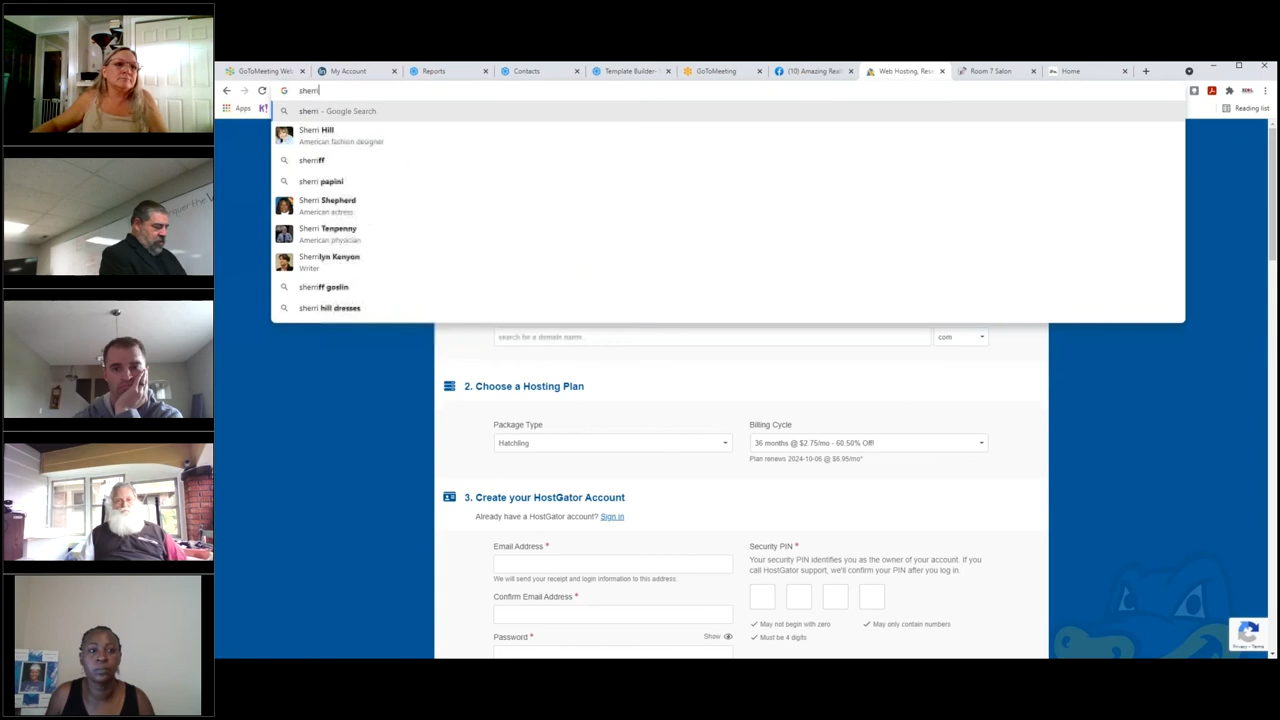 GoToMeeting Web
My Account
Reports
Contacts
Template Builder-
GoToMeeting
(10) Amazing Realt
Web Hosting, Rese
Room 7 Salon
Home
sherri
Apps
Reading list
sherri - Google Search
Sherri Hill
American fashion designer
sherriff
sherri papini
Sherri Shepherd
American actress
Sherri Tenpenny
American physician
Sherrilyn Kenyon
Writer
sherriff goslin
sherri hill dresses
search for a domain name..
com
2. Choose a Hosting Plan
Package Type
Billing Cycle
Hatchling
36 months @ $2.75/mo - 60.50% Off!
Plan renews 2024-10-06 @ $6.95/mo*
3. Create your HostGator Account
Already have a HostGator account? Sign in
Email Address *
Security PIN *
Your security PIN identifies you as the owner of your account. If you
call HostGator support, we'll confirm your PIN after you log in.
We will send your receipt and login information to this address.
Confirm Email Address *
May not begin with zero
May only contain numbers
Must be 4 digits
Password *
Show
Privacy - Terms